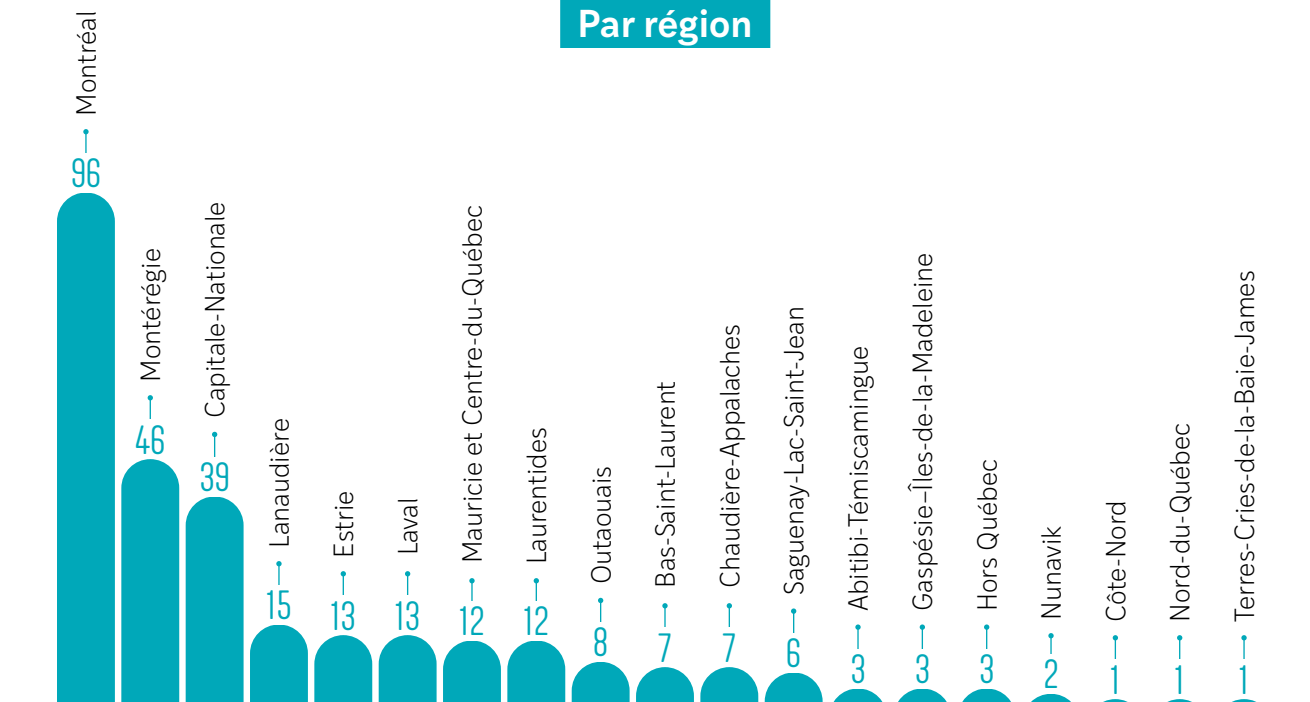 Par région
Montréal
96
Montérégie
46
Capitale-Nationale
39
Lanaudière
15
Estrie
13
Laval
13
Mauricie et Centre-du-Québec
12
Laurentides
12
Outaouais
8
Bas-Saint-Laurent
7
Chaudière-Appalaches
7
Saguenay-Lac-Saint-Jean
6
Abitibi-Témiscamingue
3
Gaspésie–Îles-de-la-Madeleine
3
Hors Québec
3
Nunavik
2
Côte-Nord
1
Nord-du-Québec
1
Terres-Cries-de-la-Baie-James
1